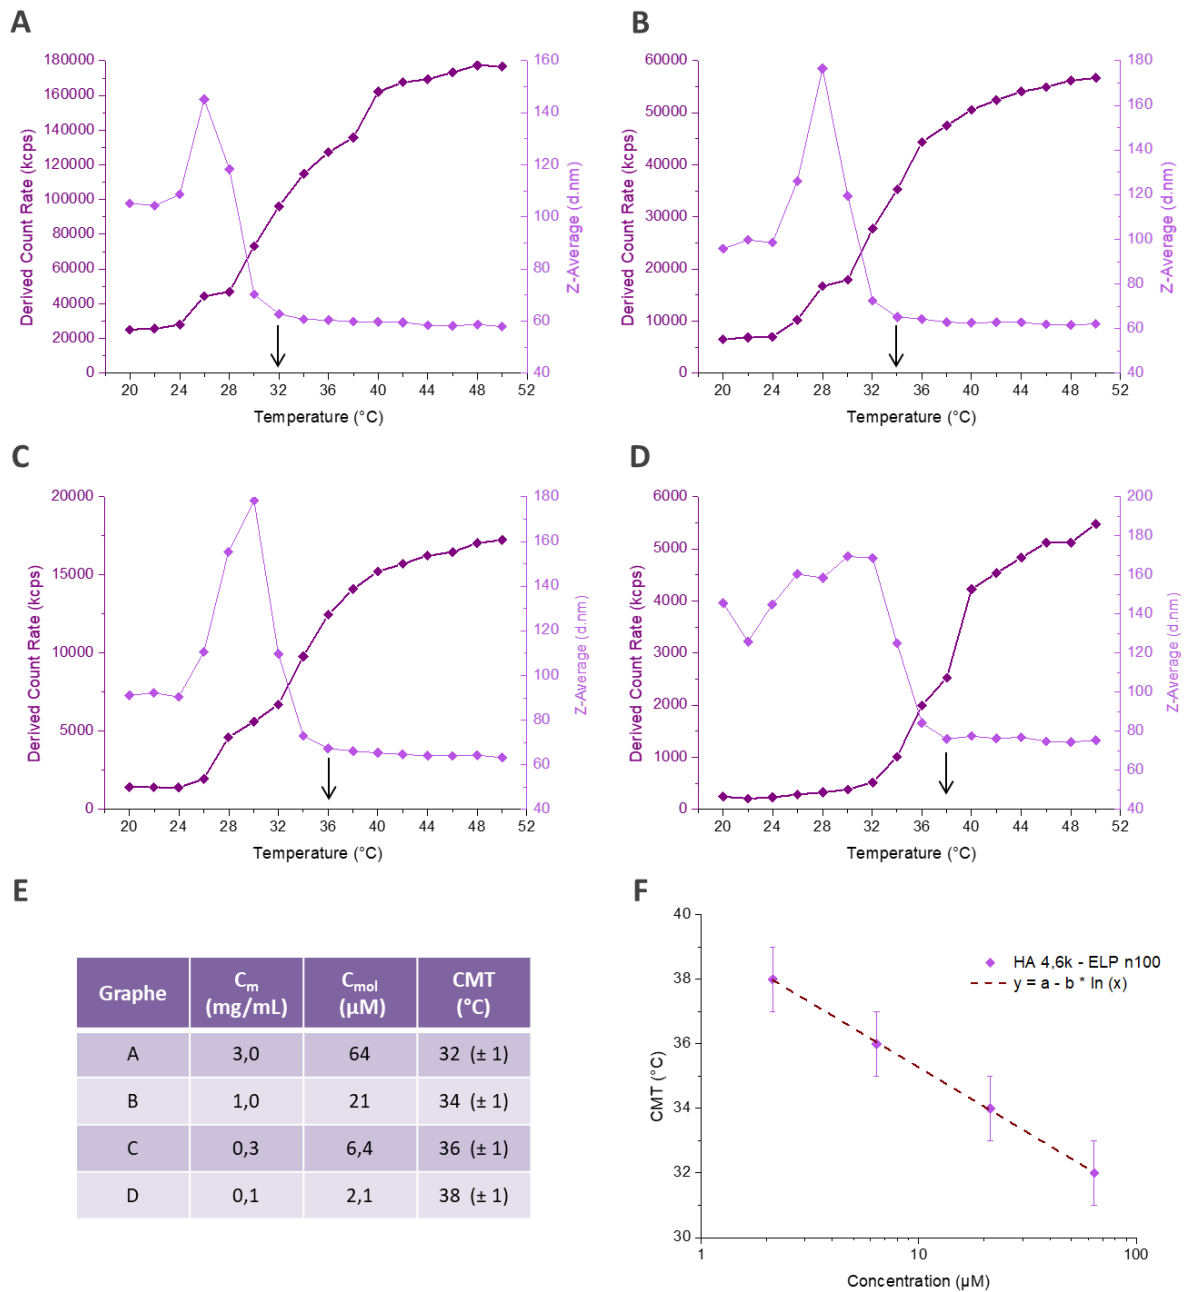 A
180000
160000
140000
120000
100000
80000
60000
40000
20000
0
Derived Count Rate (kcps)
160
140
120
100
80
60
40
Z-Average (d.nm)
20 24 28 32 36 40 44 48 52
Temperature (°C)
B
60000
50000
40000
30000
20000
10000
0
Derived Count Rate (kcps)
180
160
140
120
100
80
60
40
Z-Average (d.nm)
20 24 28 32 36 40 44 48 52
Temperature (°C)
C
20000
15000
10000
5000
0
Derived Count Rate (kcps)
180
160
140
120
100
80
60
40
Z-Average (d.nm)
20 24 28 32 36 40 44 48 52
Temperature (°C)
D
6000
5000
4000
3000
2000
1000
0
Derived Count Rate (kcps)
200
180
160
140
120
100
80
60
40
Z-Average (d.nm)
20 24 28 32 36 40 44 48 52
Temperature (°C)
E
Graphe Cm (mg/mL) Cmol (µM) CMT (°C)
A 3,0 64 32 (± 1)
B 1,0 21 34 (± 1)
C 0,3 6,4 36 (± 1)
D 0,1 2,1 38 (± 1)
F
40
38
36
34
32
30
CMT (°C)
HA 4,6k - ELP n100
y = a - b * ln (x)
1 10 100
Concentration (µM)